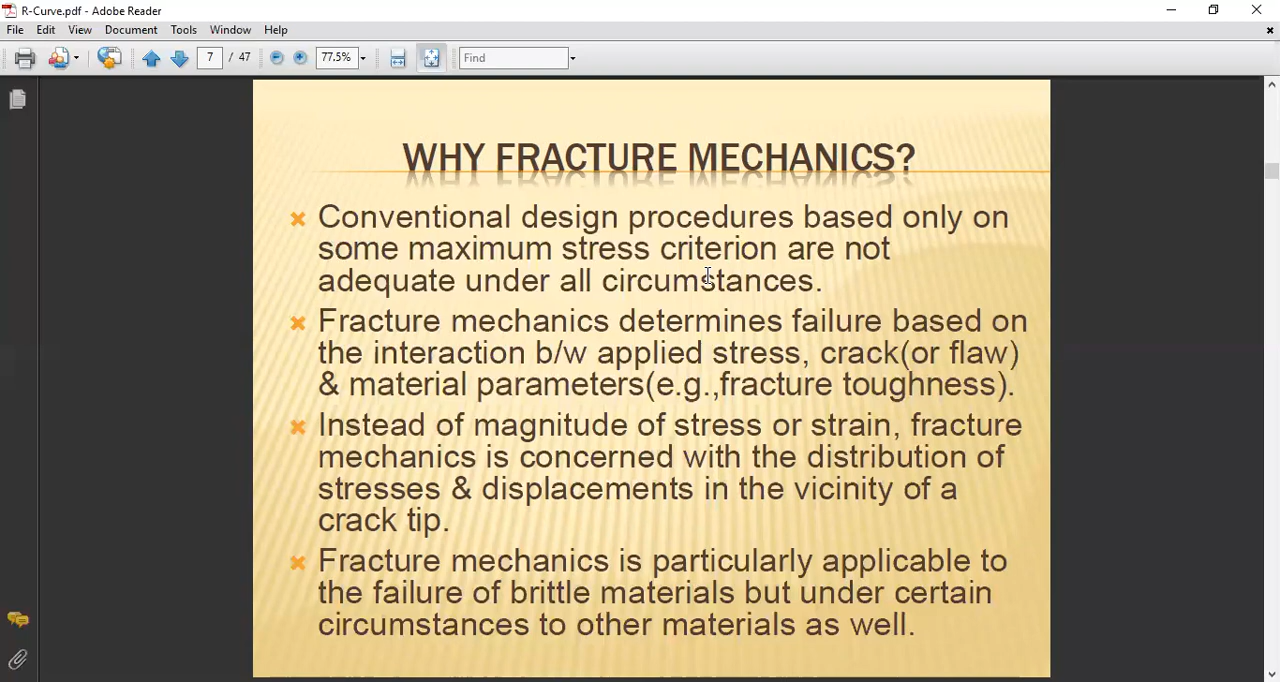 R-Curve.pdf - Adobe Reader
File Edit View Document Tools Window Help
7 / 47 77.5% Find
WHY FRACTURE MECHANICS?
Conventional design procedures based only on
some maximum stress criterion are not
adequate under all circumstances.
Fracture mechanics determines failure based on
the interaction b/w applied stress, crack(or flaw)
& material parameters(e.g.,fracture toughness).
Instead of magnitude of stress or strain, fracture
mechanics is concerned with the distribution of
stresses & displacements in the vicinity of a
crack tip.
Fracture mechanics is particularly applicable to
the failure of brittle materials but under certain
circumstances to other materials as well.